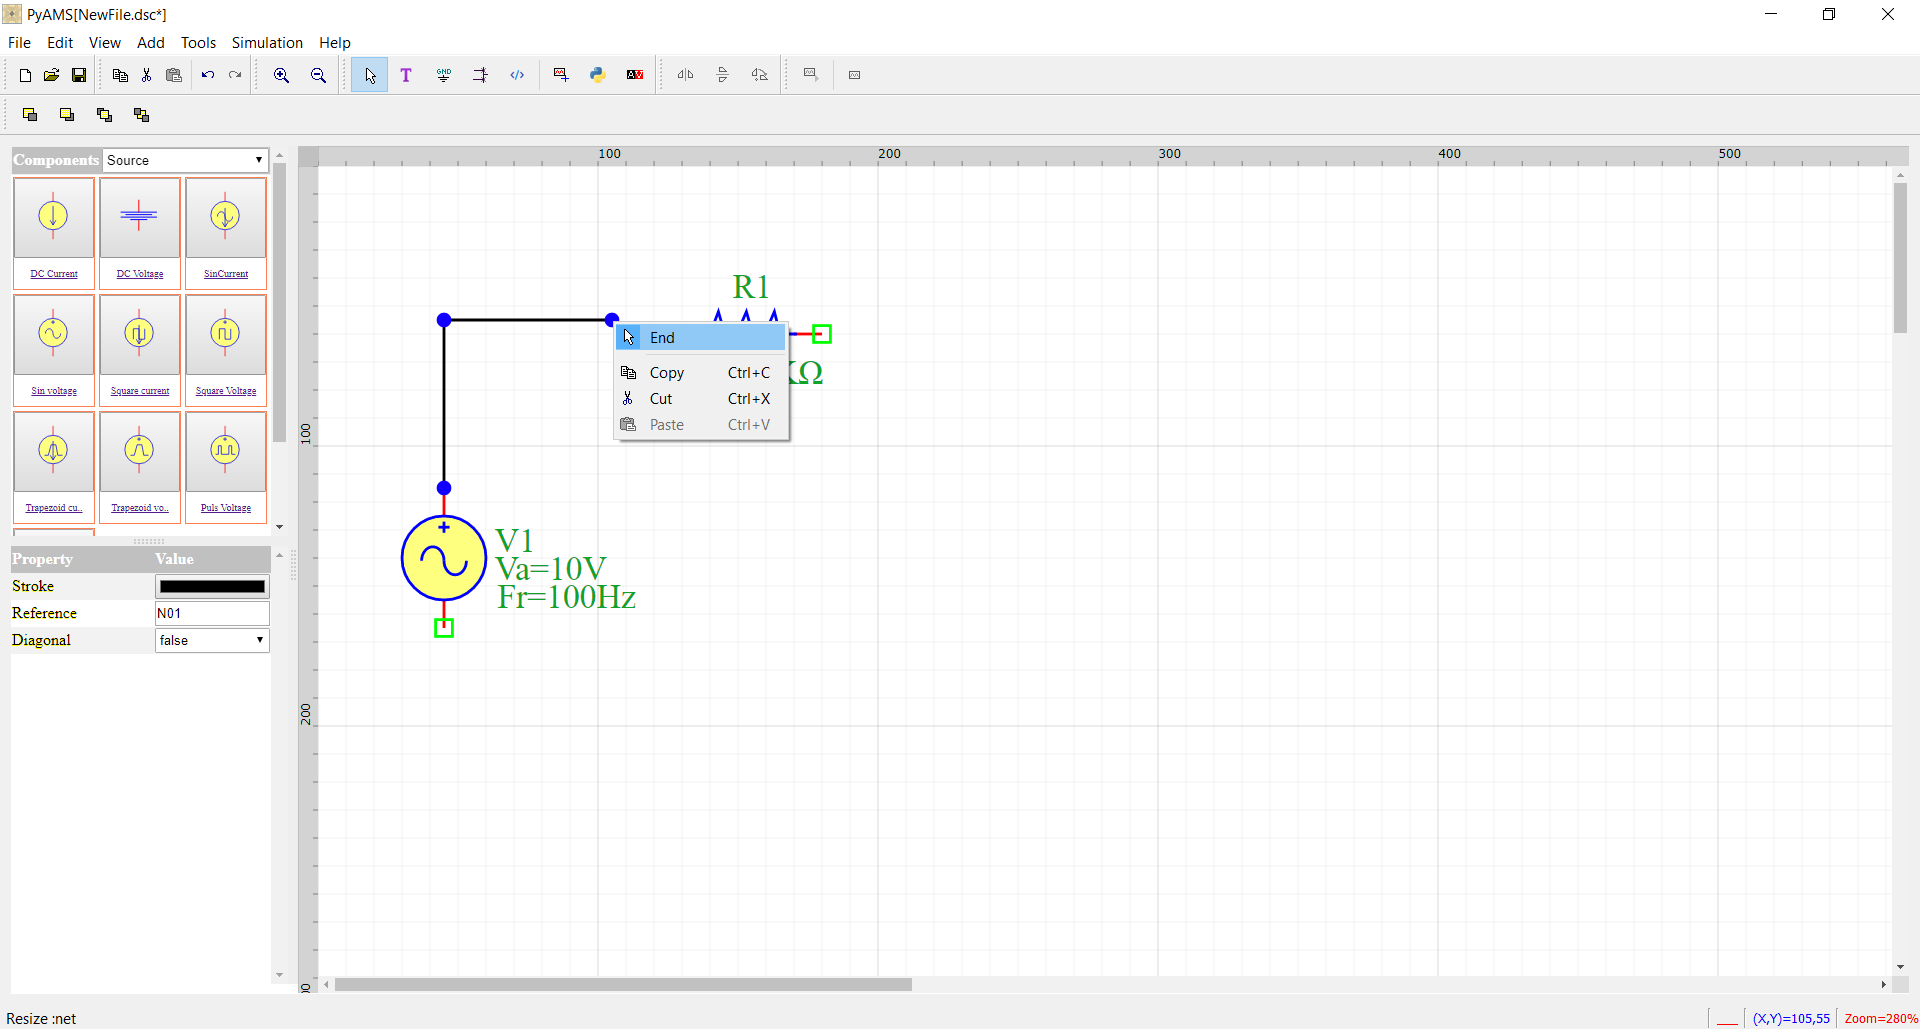 PyAMS[NewFile.dsc*]
File Edit View Add Tools Simulation Help
T GND </> AV
Components Source
DC Current DC Voltage SinCurrent
Sin voltage Square current Square Voltage
Trapezoid cu.. Trapezoid vo.. Puls Voltage
Property Value
Stroke
Reference N01
Diagonal false
100 200 300 400 500
100
200
R1
KΩ
End
Copy Ctrl+C
Cut Ctrl+X
Paste Ctrl+V
V1
Va=10V
Fr=100Hz
Resize :net
(X,Y)=105,55 Zoom=280%